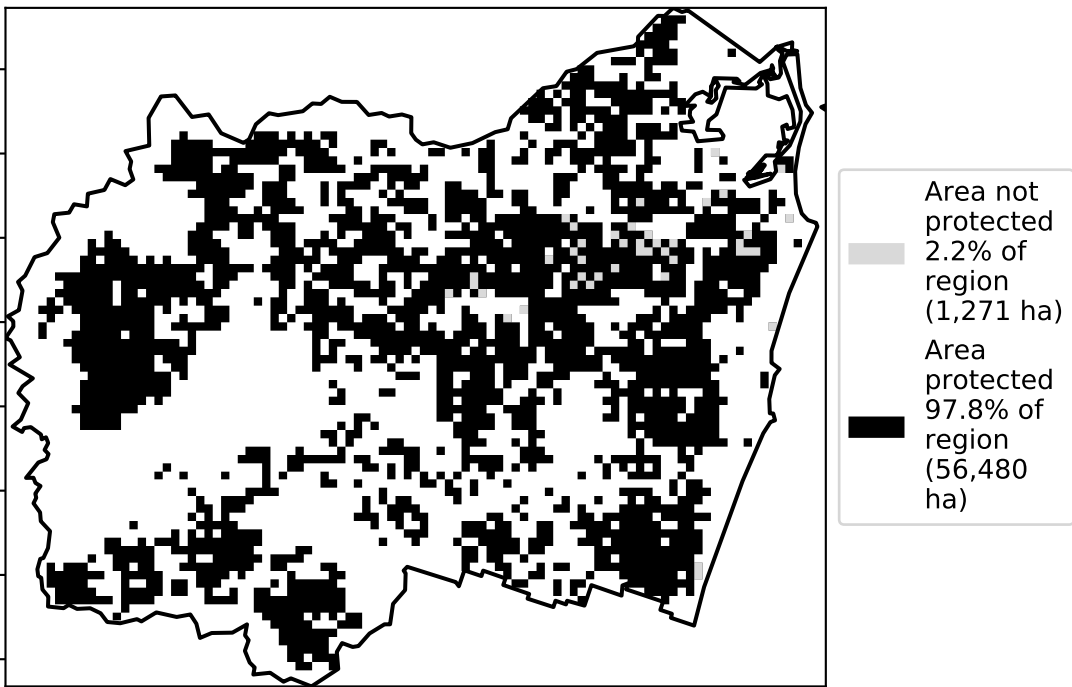 Area not
protected
2.2% of
region
(1,271 ha)
Area
protected
97.8% of
region
(56,480
ha)